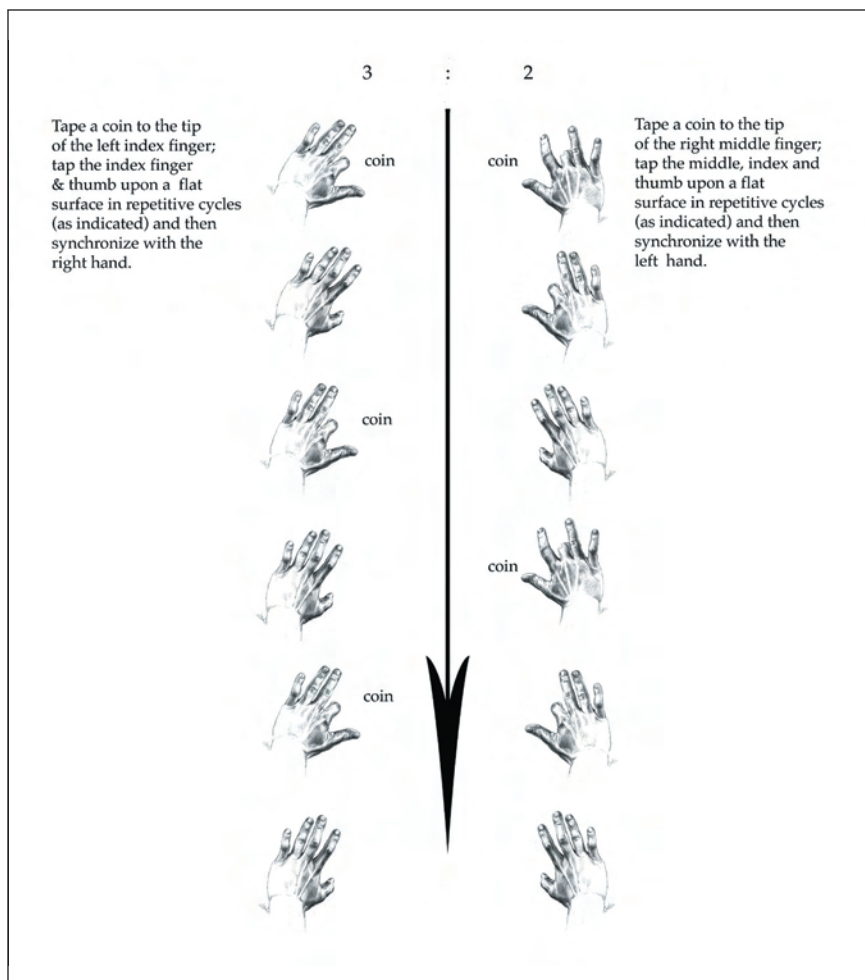 3 : 2
Tape a coin to the tip
of the left index finger;
tap the index finger
& thumb upon a flat
surface in repetitive cycles
(as indicated) and then
synchronize with the
right hand.
Tape a coin to the tip
of the right middle finger;
tap the middle, index and
thumb upon a flat
surface in repetitive cycles
(as indicated) and then
synchronize with the
left hand.
coin
coin
coin
coin
coin